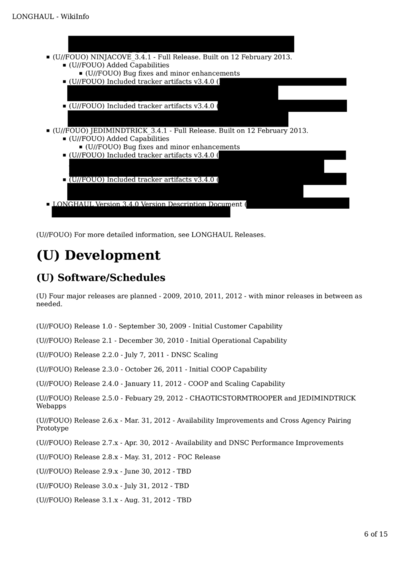 LONGHAUL - WikiInfo
(U//FOUO) NINJACOVE_3.4.1 - Full Release. Built on 12 February 2013.
(U//FOUO) Added Capabilities
(U//FOUO) Bug fixes and minor enhancements
(U//FOUO) Included tracker artifacts v3.4.0 (
(U//FOUO) Included tracker artifacts v3.4.0 (
(U//FOUO) JEDIMINDTRICK_3.4.1 - Full Release. Built on 12 February 2013.
(U//FOUO) Added Capabilities
(U//FOUO) Bug fixes and minor enhancements
(U//FOUO) Included tracker artifacts v3.4.0 (
(U//FOUO) Included tracker artifacts v3.4.0 (
LONGHAUL Version 3.4.0 Version Description Document (
(U//FOUO) For more detailed information, see LONGHAUL Releases.
(U) Development
(U) Software/Schedules
(U) Four major releases are planned - 2009, 2010, 2011, 2012 - with minor releases in between as
needed.
(U//FOUO) Release 1.0 - September 30, 2009 - Initial Customer Capability
(U//FOUO) Release 2.1 - December 30, 2010 - Initial Operational Capability
(U//FOUO) Release 2.2.0 - July 7, 2011 - DNSC Scaling
(U//FOUO) Release 2.3.0 - October 26, 2011 - Initial COOP Capability
(U//FOUO) Release 2.4.0 - January 11, 2012 - COOP and Scaling Capability
(U//FOUO) Release 2.5.0 - Febuary 29, 2012 - CHAOTICSTORMTROOPER and JEDIMINDTRICK
Webapps
(U//FOUO) Release 2.6.x - Mar. 31, 2012 - Availability Improvements and Cross Agency Pairing
Prototype
(U//FOUO) Release 2.7.x - Apr. 30, 2012 - Availability and DNSC Performance Improvements
(U//FOUO) Release 2.8.x - May. 31, 2012 - FOC Release
(U//FOUO) Release 2.9.x - June 30, 2012 - TBD
(U//FOUO) Release 3.0.x - July 31, 2012 - TBD
(U//FOUO) Release 3.1.x - Aug. 31, 2012 - TBD
6 of 15